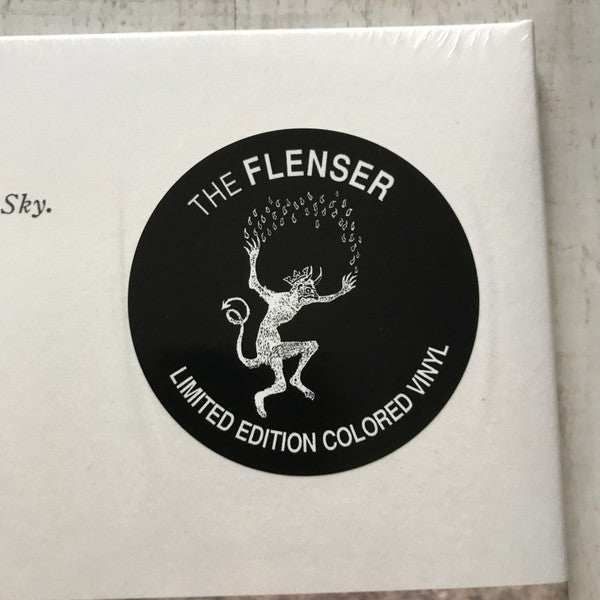 Sky.
THE FLENSER
LIMITED EDITION COLORED VINYL